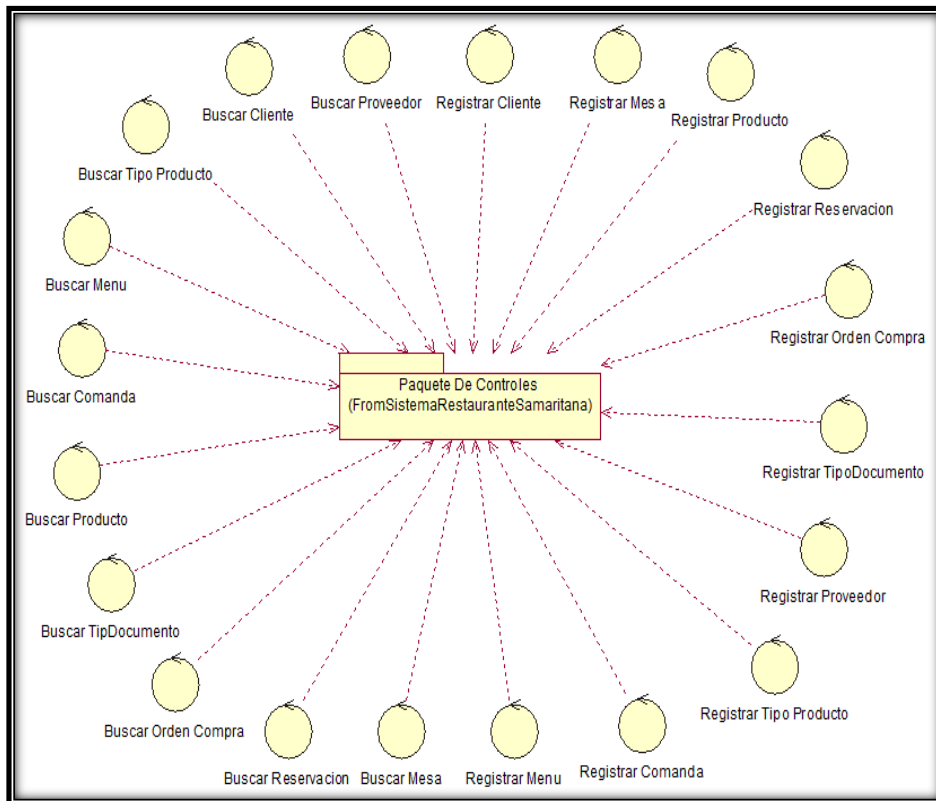 Buscar Cliente
Buscar Proveedor
Registrar Cliente
Registrar Mesa
Registrar Producto
Buscar Tipo Producto
Registrar Reservacion
Buscar Menu
Registrar Orden Compra
Buscar Comanda
Paquete De Controles
(FromSistemaRestauranteSamaritana)
Registrar TipoDocumento
Buscar Producto
Registrar Proveedor
Buscar TipDocumento
Registrar Tipo Producto
Buscar Orden Compra
Buscar Reservacion
Buscar Mesa
Registrar Menu
Registrar Comanda